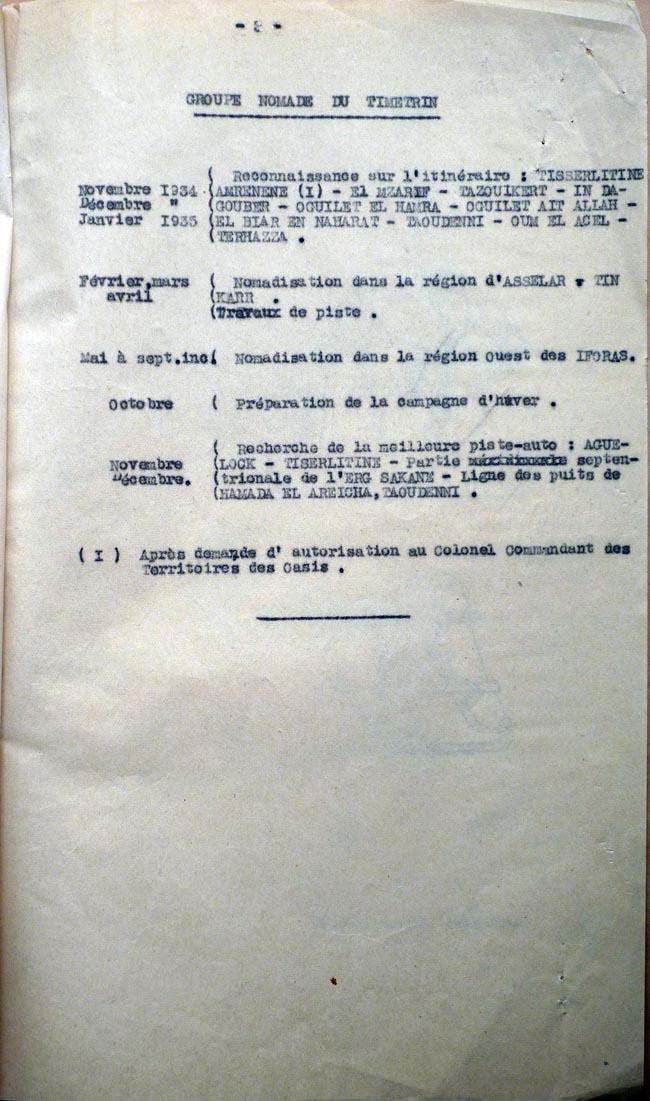 - 2 -
GROUPE NOMADE DU TIMETRIN
( Reconnaissance sur l'itinéraire : TISSERLITINE
Novembre 1934 (AMRENENE (I) - El MZAREF - TAZOUIKERT - IN DA-
Décembre " (GOUBER - OGUILET EL HAMRA - OGUILET AIT ALLAH -
Janvier 1935 (EL BIAR EN NAHARAT - TAOUDENNI - OUM EL ACEL -
(TERHAZZA .
Février,mars ( Nomadisation dans la région d'ASSELAR - TIN
avril (KARR .
(Travaux de piste .
Mai à sept.inc( Nomadisation dans la région Ouest des IFORAS.
Octobre ( Préparation de la campagne d'hiver .
( Recherche de la meilleure piste-auto : AGUE-
Novembre (LOCK - TISERLITINE - Partie septen-
Décembre. (trionale de l'ERG SAKANE - Ligne des puits de
(HAMADA EL AREICHA,TAOUDENNI .
( I ) Après demande d' autorisation au Colonel Commandant des
Territoires des Oasis .